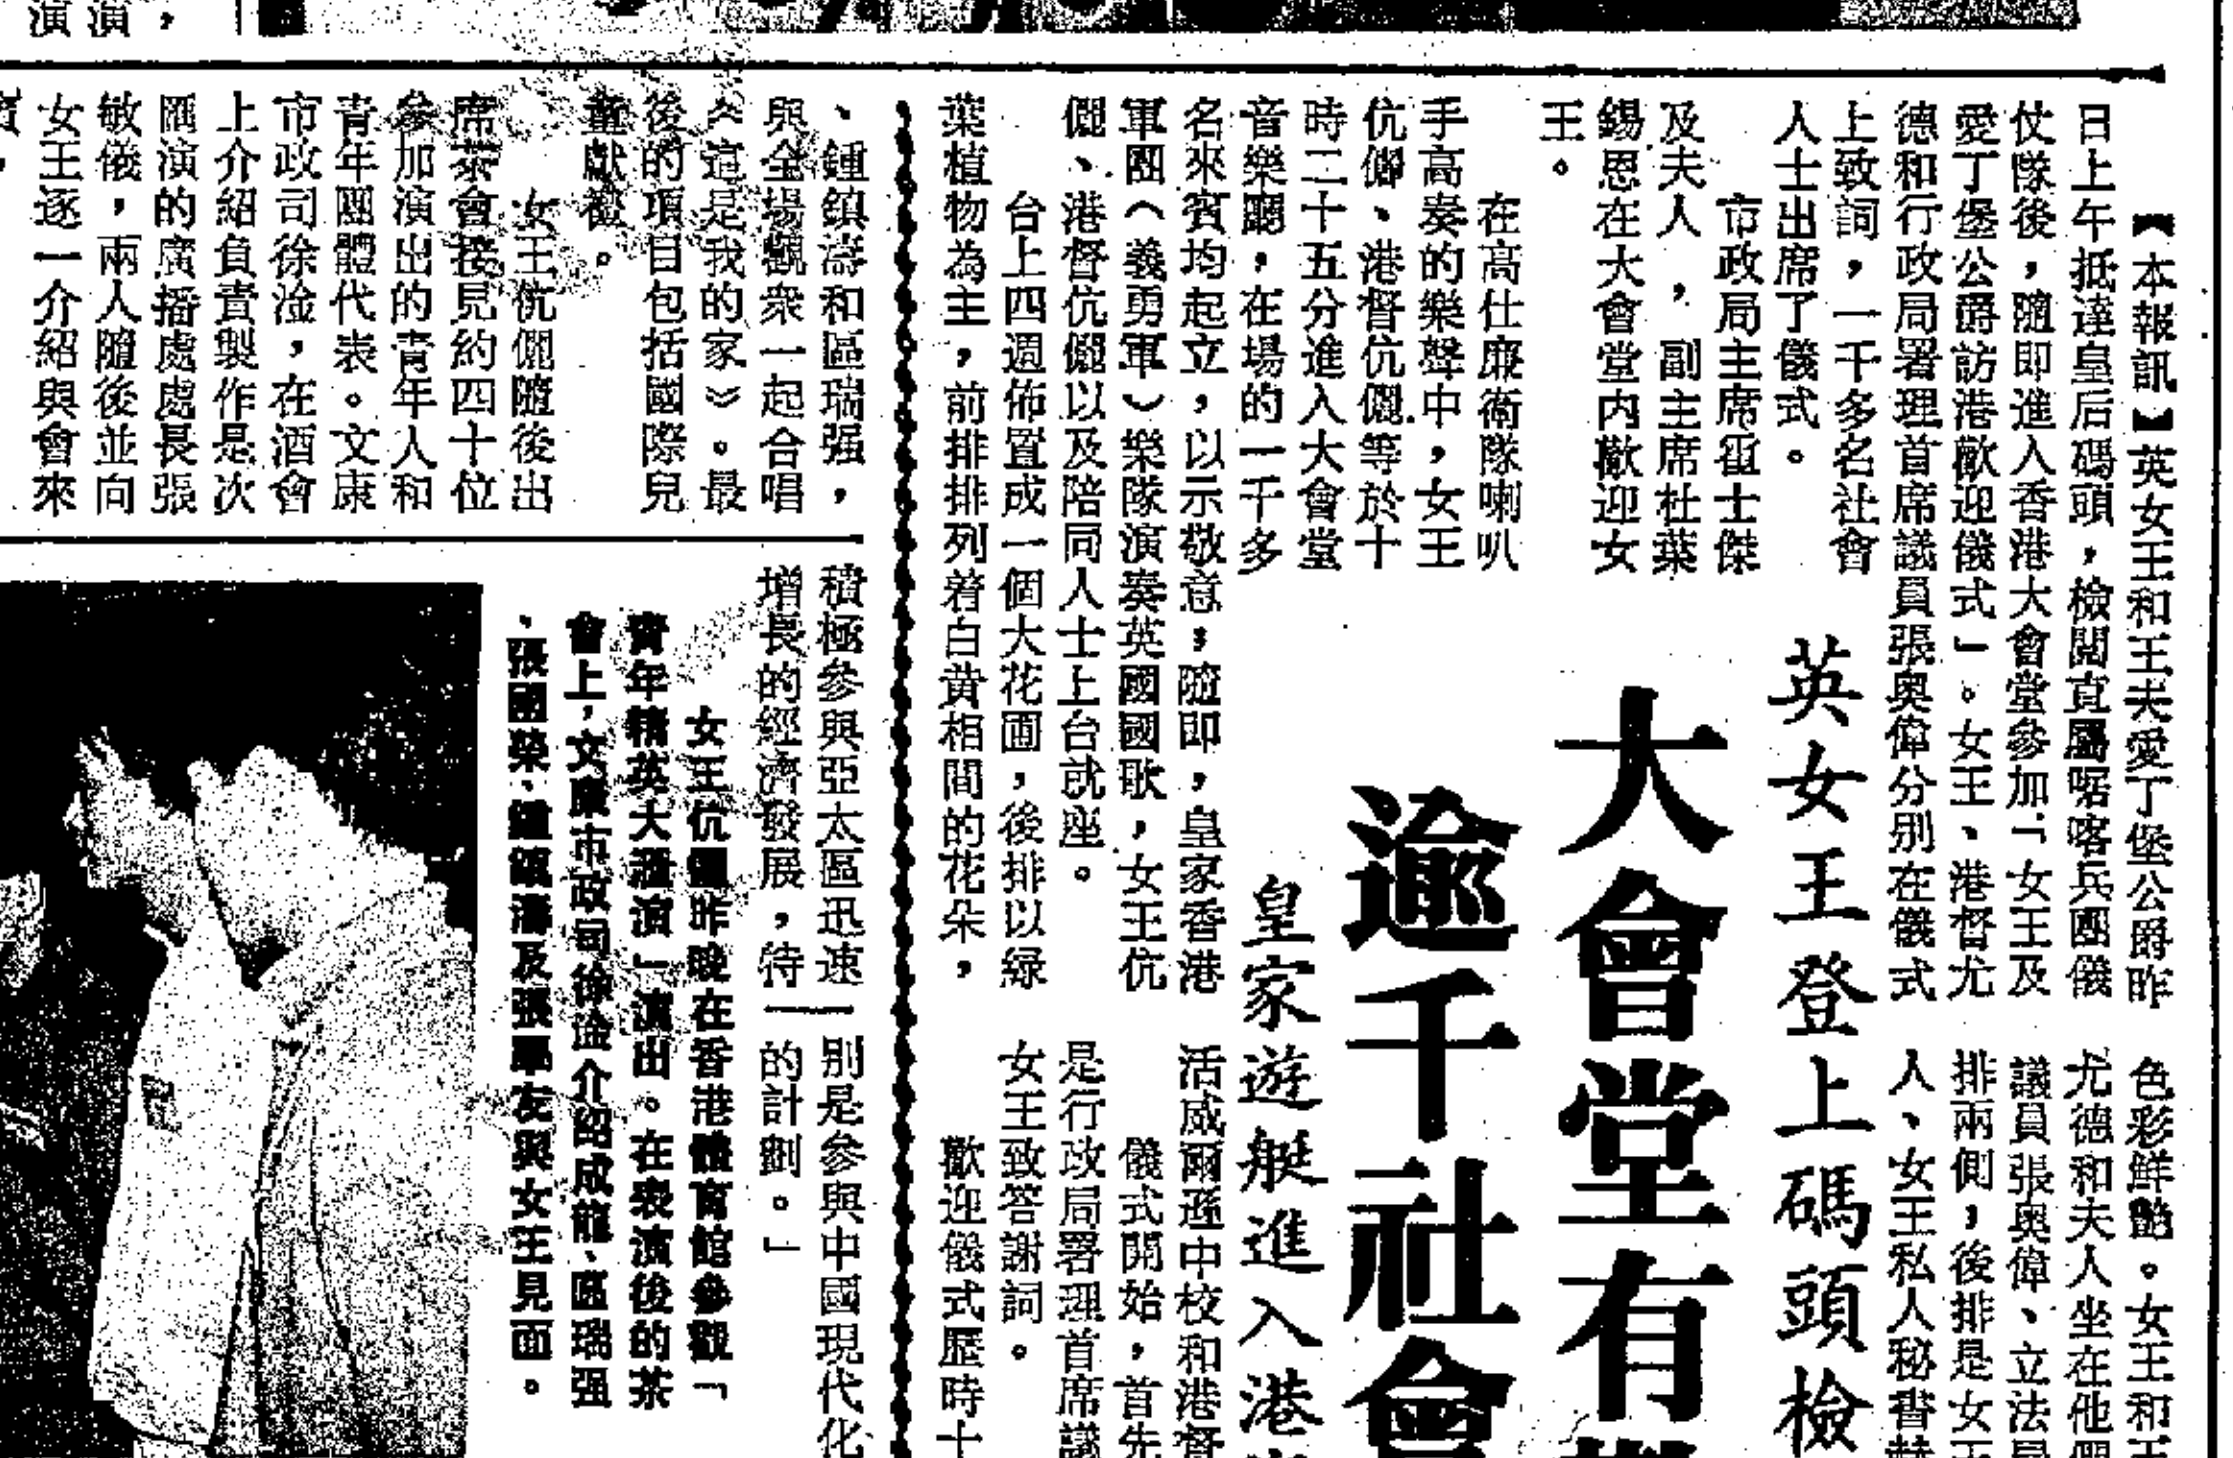 英女王登上碼頭檢
大會堂有
逾千社會
皇家遊艇進入港
【本報訊】英女王和王夫愛丁堡公爵昨
日上午抵達皇后碼頭，檢閱直屬啹喀兵團儀
仗隊後，隨即進入香港大會堂參加「女王及
愛丁堡公爵訪港歡迎儀式」。女王、港督尤
德和行政局署理首席議員張奧偉分別在儀式
上致詞，一千多名社會
人士出席了儀式。
市政局主席霍士傑
及夫人，副主席杜葉
錫恩在大會堂內歡迎女
王。
在高仕廉衛隊喇叭
手高奏的樂聲中，女王
伉儷、港督伉儷等於十
時二十五分進入大會堂
音樂廳，在場的一千多
名來賓均起立，以示敬意；隨即，皇家香港
軍團（義勇軍）樂隊演奏英國國歌，女王伉
儷、港督伉儷以及陪同人士上台就座。
台上四週佈置成一個大花圃，後排以綠
葉植物為主，前排排列着白黄相間的花朵，
色彩鮮艷。女王和王
尤德和夫人坐在他們
議員張奧偉、立法局
排兩側，後排是女王
人、女王私人秘書赫
活威爾遜中校和港督
儀式開始，首先
是行政局署理首席議
女王致答謝詞。
歡迎儀式歷時十
、鍾鎮濤和區瑞强，
與全場觀衆一起合唱
《這是我的家》。最
後的項目包括國際兒
童獻禮。
女王伉儷隨後出
席茶會接見約四十位
參加演出的青年人和
青年團體代表。文康
市政司徐淦，在酒會
上介紹負責製作是次
匯演的廣播處處長張
敏儀，兩人隨後並向
女王逐一介紹與會來
賓，
積極參與亞太區迅速
增長的經濟發展，特
別是參與中國現代化
的計劃。」
女王伉儷昨晚在香港體育館參觀「
青年精英大滙演」演出。在表演後的茶
會上，文康市政司徐淦介紹成龍、區瑞强
、張國榮、鍾鎮濤及張學友與女王見面。
演，
演